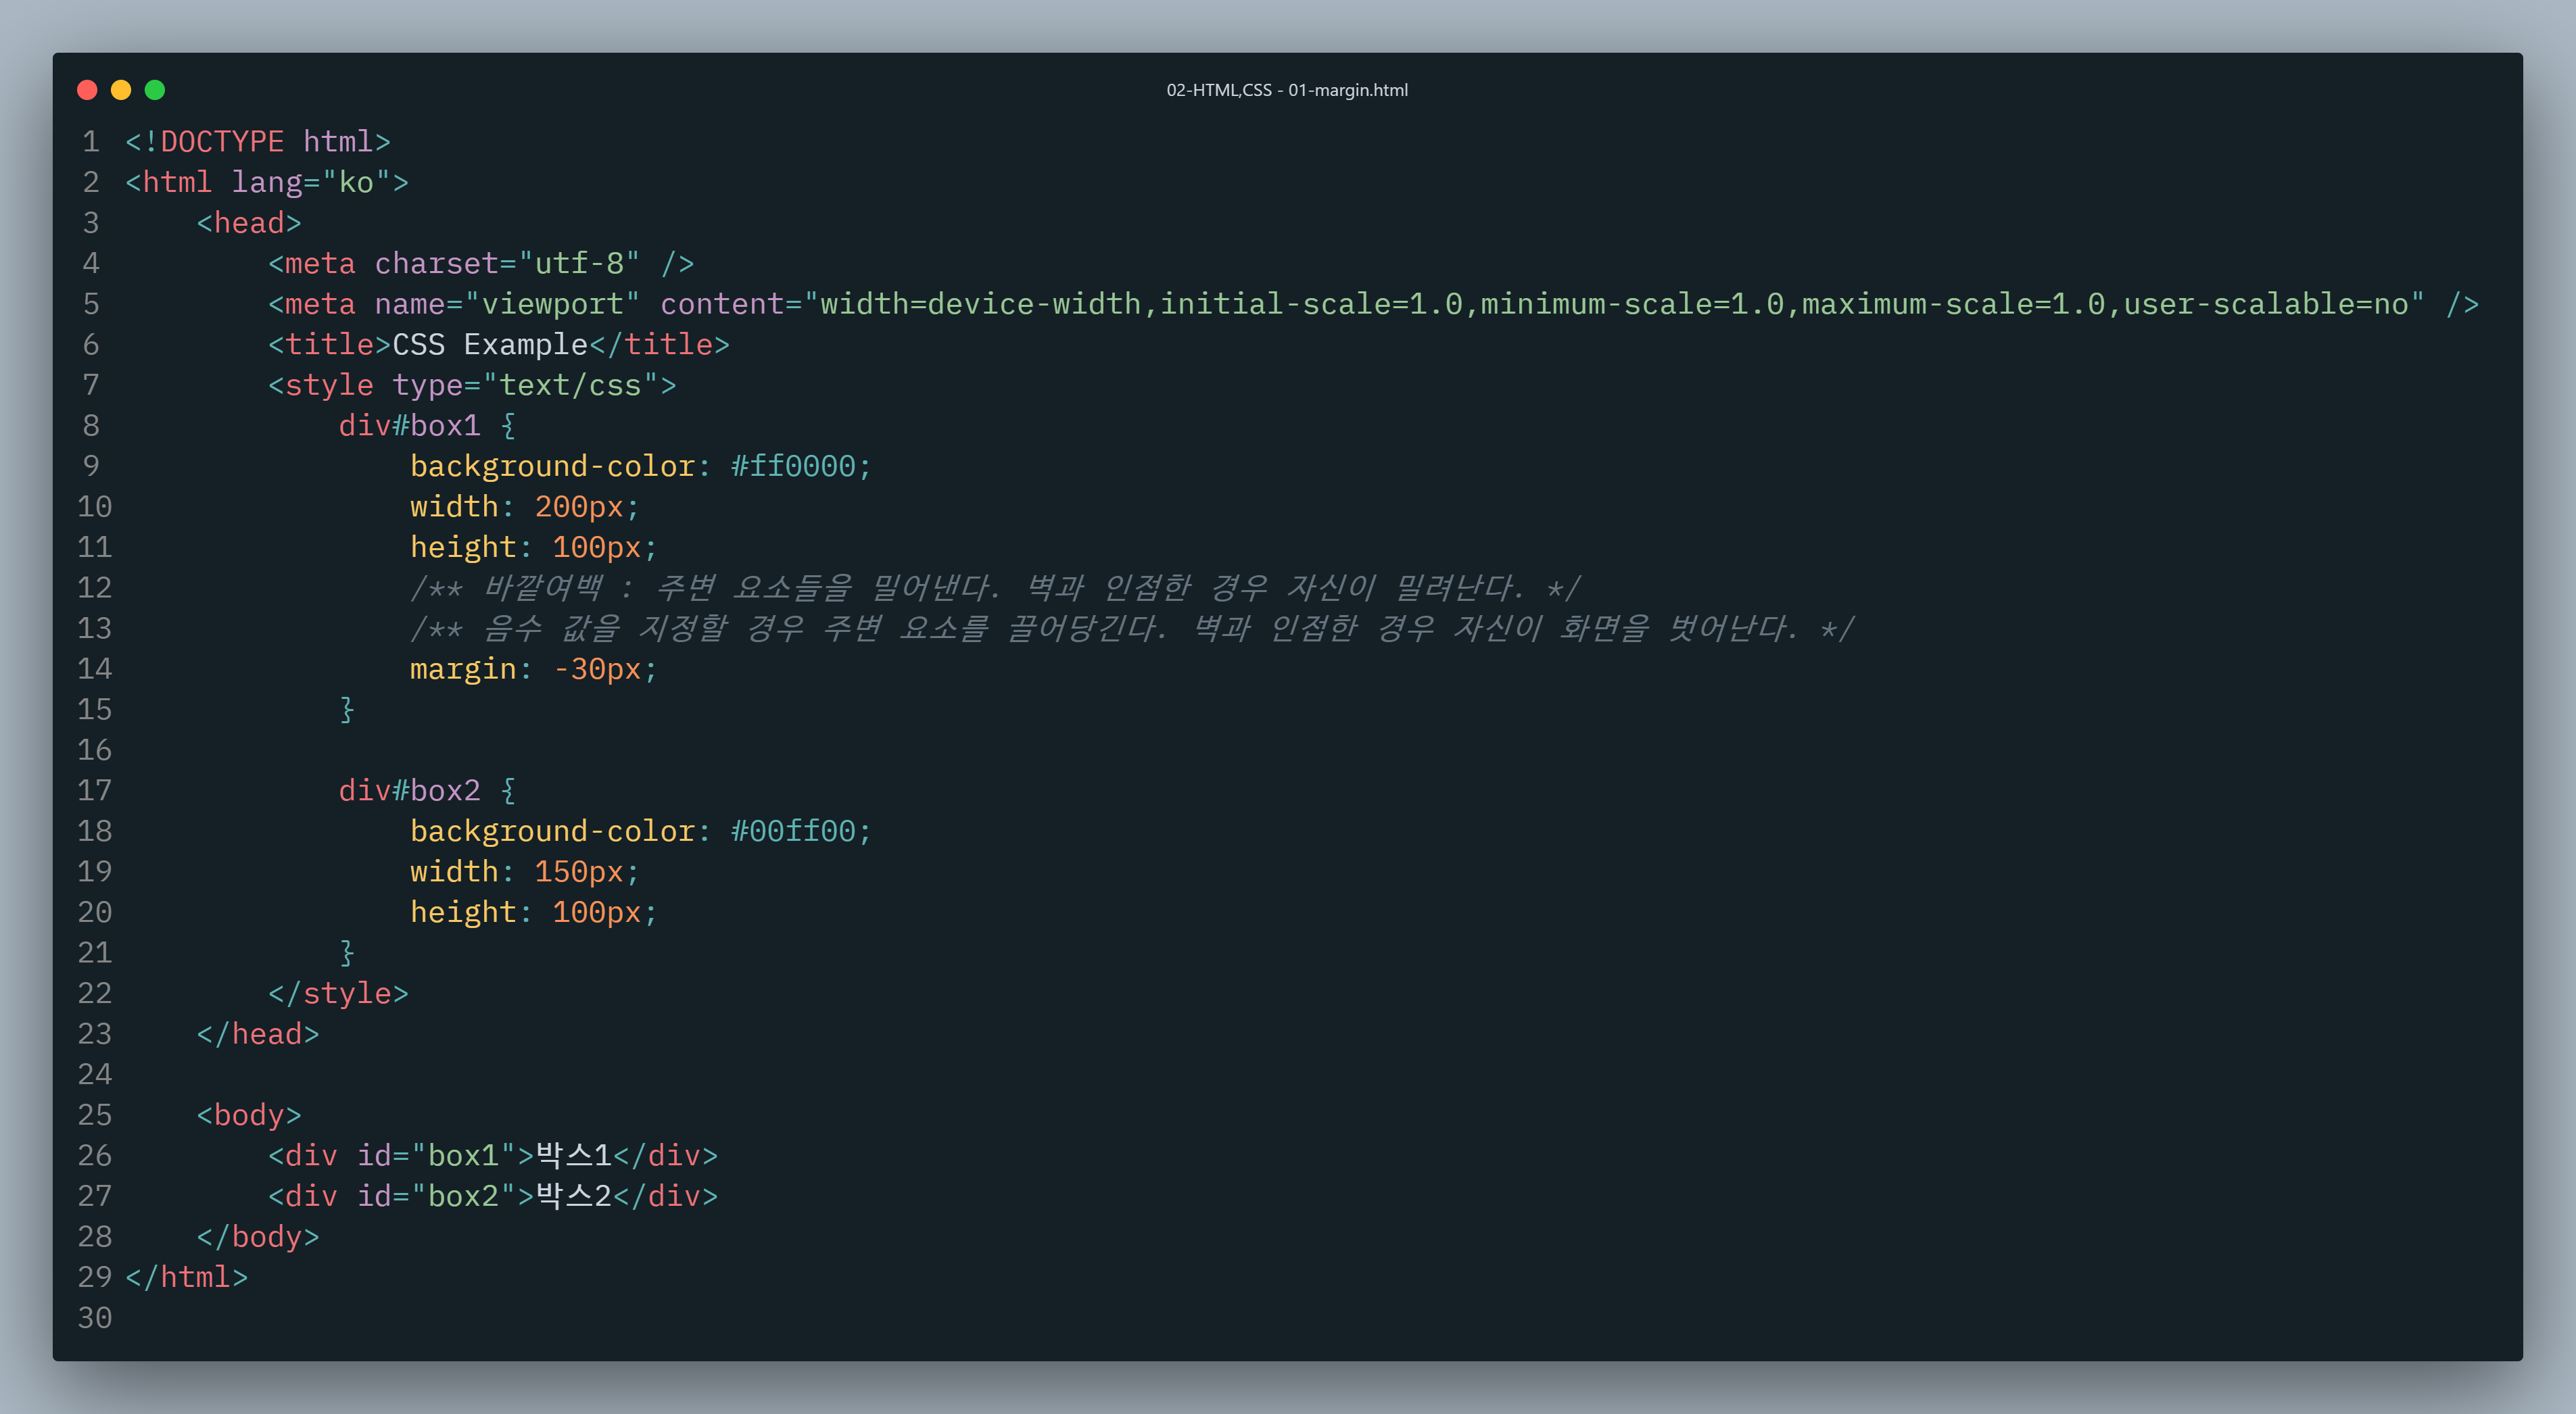 02-HTML,CSS - 01-margin.html
1 <!DOCTYPE html>
2 <html lang="ko">
3     <head>
4         <meta charset="utf-8" />
5         <meta name="viewport" content="width=device-width,initial-scale=1.0,minimum-scale=1.0,maximum-scale=1.0,user-scalable=no" />
6         <title>CSS Example</title>
7         <style type="text/css">
8             div#box1 {
9                 background-color: #ff0000;
10                 width: 200px;
11                 height: 100px;
12                 /** 바깥여백 : 주변 요소들을 밀어낸다. 벽과 인접한 경우 자신이 밀려난다. */
13                 /** 음수 값을 지정할 경우 주변 요소를 끌어당긴다. 벽과 인접한 경우 자신이 화면을 벗어난다. */
14                 margin: -30px;
15             }
16
17             div#box2 {
18                 background-color: #00ff00;
19                 width: 150px;
20                 height: 100px;
21             }
22         </style>
23     </head>
24
25     <body>
26         <div id="box1">박스1</div>
27         <div id="box2">박스2</div>
28     </body>
29 </html>
30